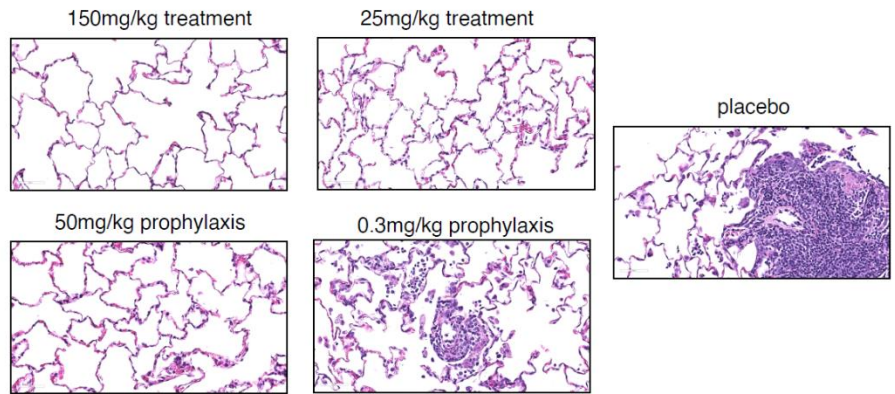 150mg/kg treatment
25mg/kg treatment
placebo
50mg/kg prophylaxis
0.3mg/kg prophylaxis